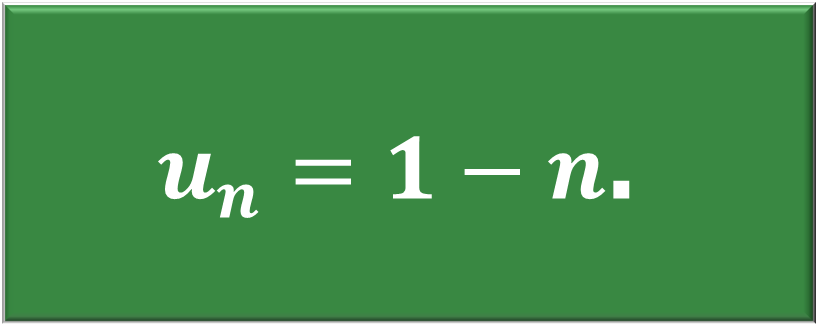 uₙ = 1 − n.